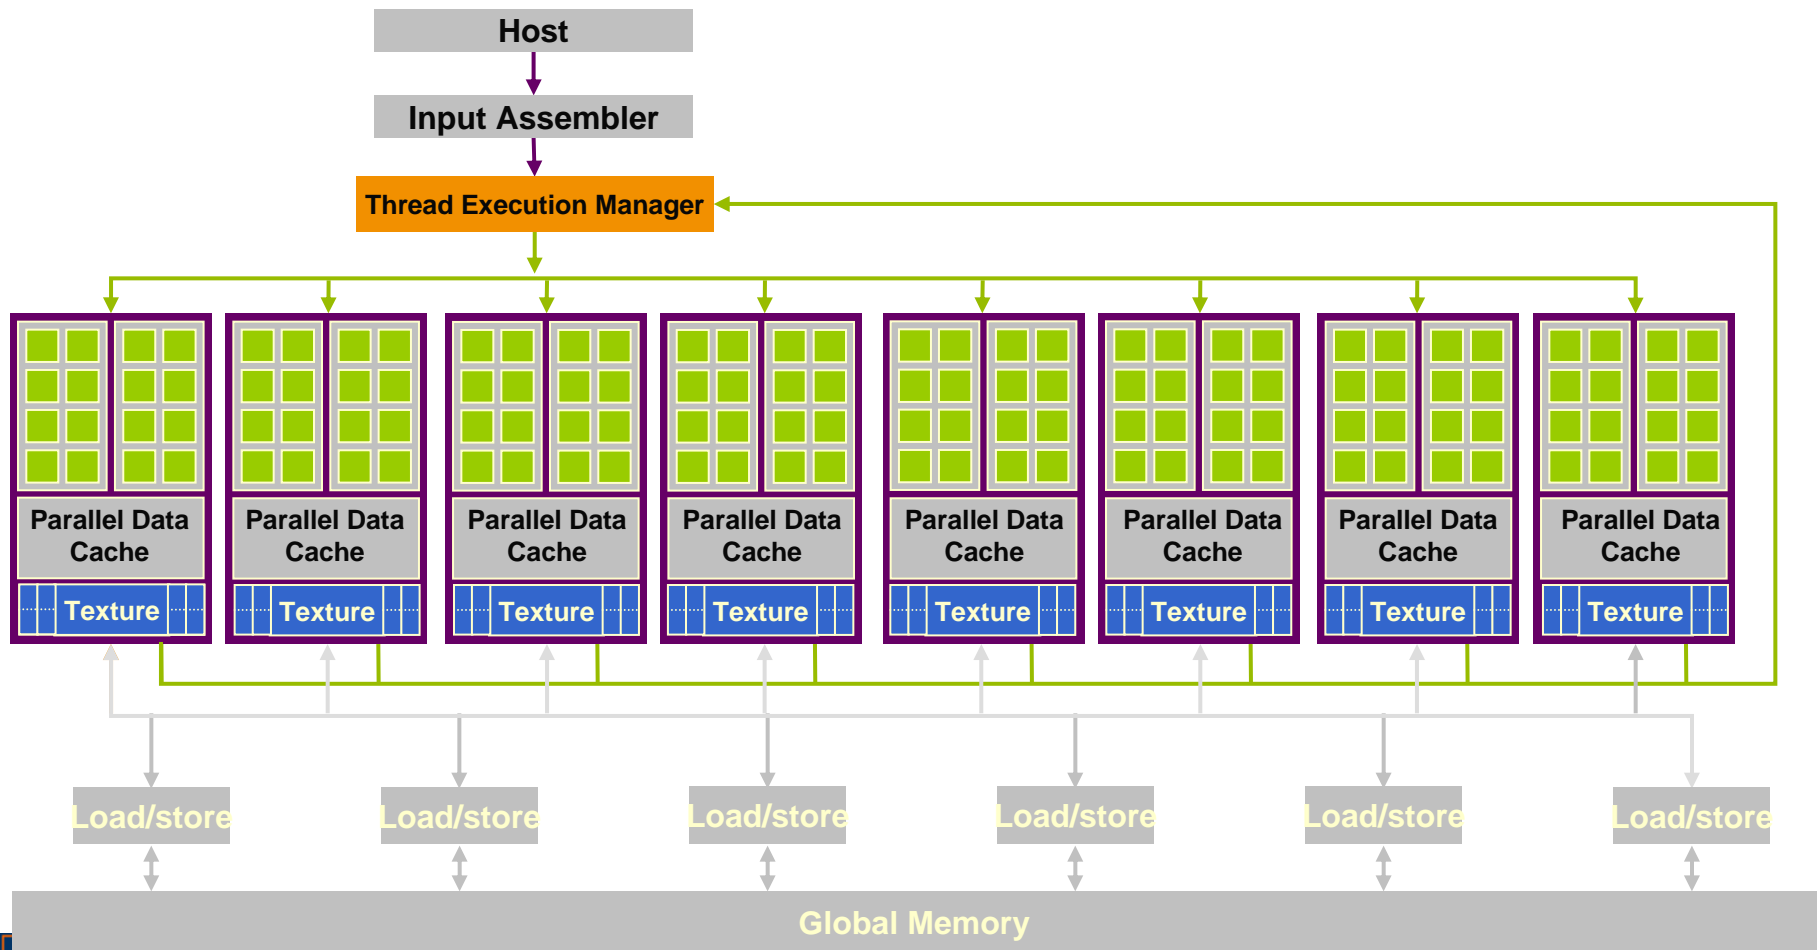 Host
Input Assembler
Thread Execution Manager
Parallel Data
Cache
Parallel Data
Cache
Parallel Data
Cache
Parallel Data
Cache
Parallel Data
Cache
Parallel Data
Cache
Parallel Data
Cache
Parallel Data
Cache
Texture
Texture
Texture
Texture
Texture
Texture
Texture
Texture
Load/store
Load/store
Load/store
Load/store
Load/store
Load/store
Global Memory